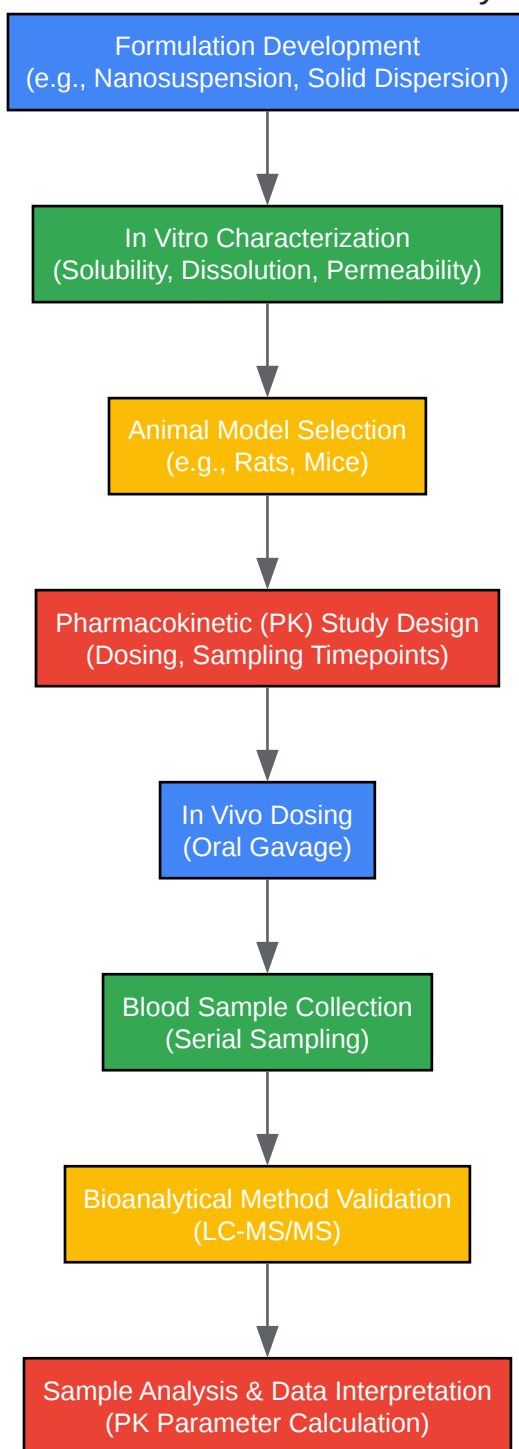 Formulation Development
(e.g., Nanosuspension, Solid Dispersion)
In Vitro Characterization
(Solubility, Dissolution, Permeability)
Animal Model Selection
(e.g., Rats, Mice)
Pharmacokinetic (PK) Study Design
(Dosing, Sampling Timepoints)
In Vivo Dosing
(Oral Gavage)
Blood Sample Collection
(Serial Sampling)
Bioanalytical Method Validation
(LC-MS/MS)
Sample Analysis & Data Interpretation
(PK Parameter Calculation)